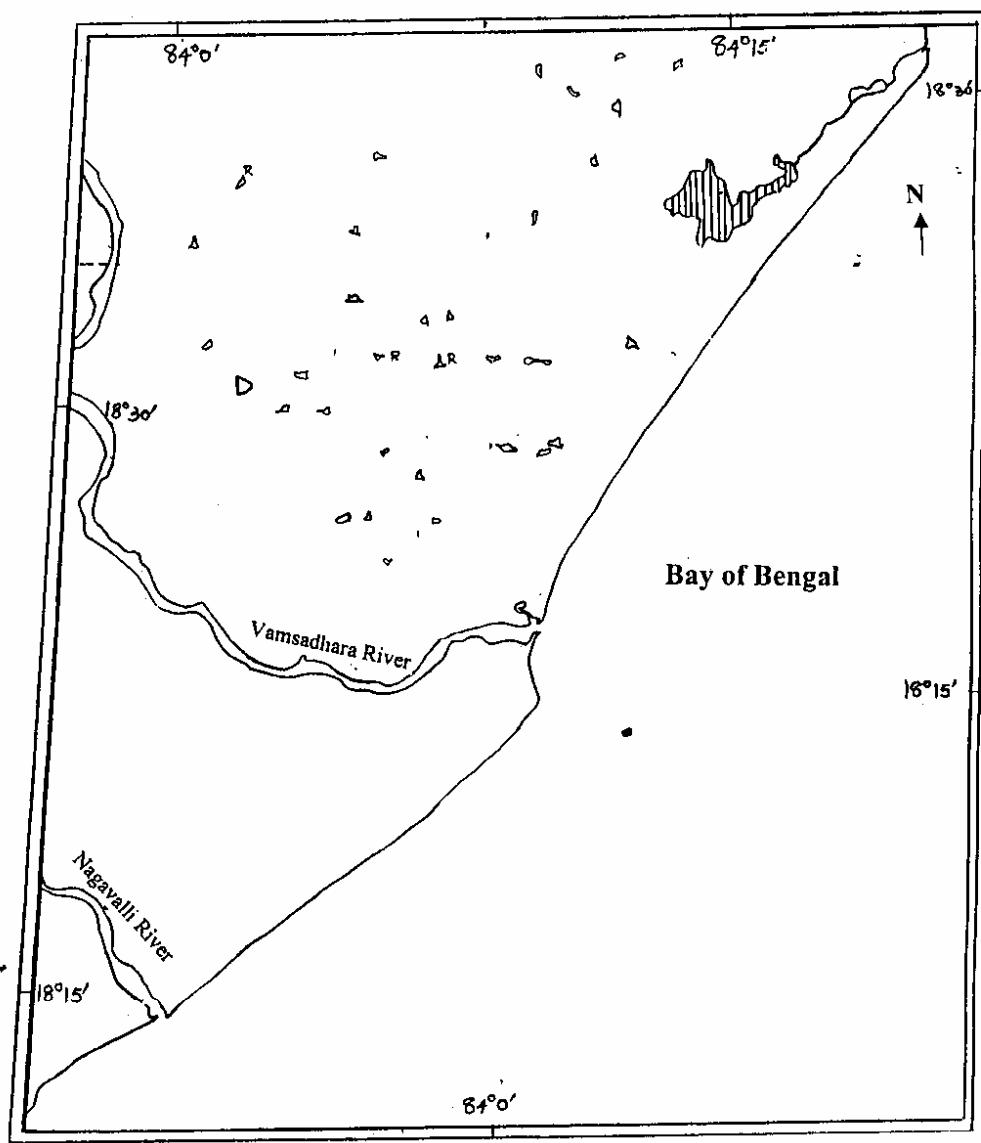 84°0'
84°15'
18°30
N
R
R
R
18°30'
Bay of Bengal
Vamsadhara River
18°15'
Nagavalli River
18°15'
84°0'